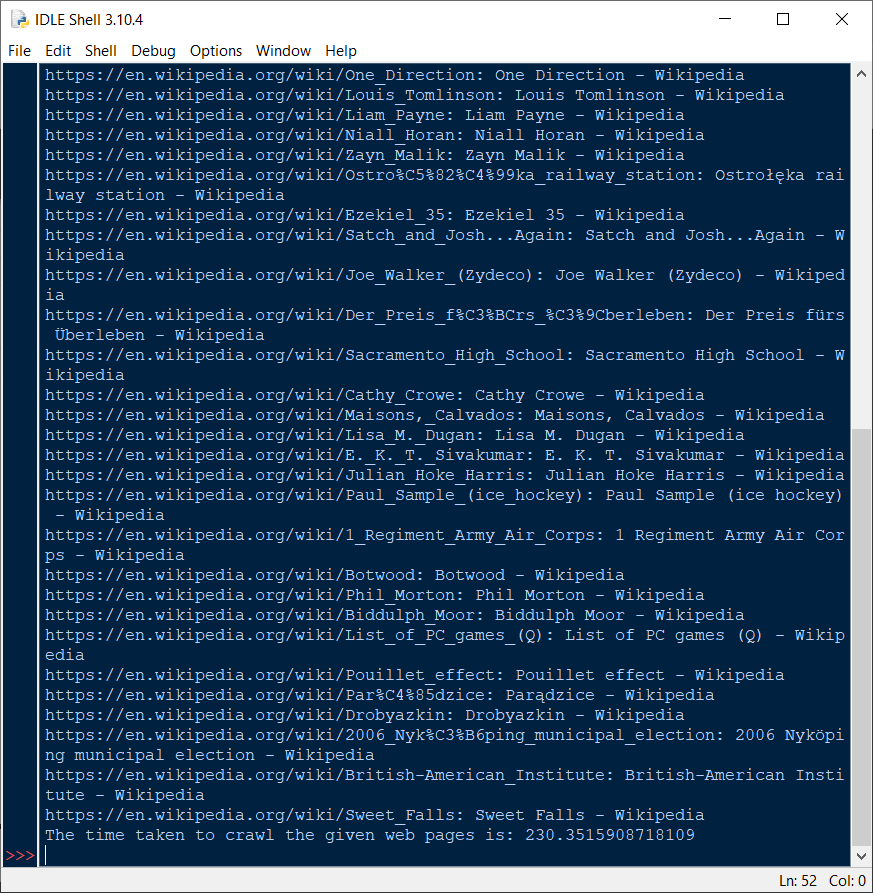 IDLE Shell 3.10.4
File Edit Shell Debug Options Window Help
https://en.wikipedia.org/wiki/One_Direction: One Direction - Wikipedia
https://en.wikipedia.org/wiki/Louis_Tomlinson: Louis Tomlinson - Wikipedia
https://en.wikipedia.org/wiki/Liam_Payne: Liam Payne - Wikipedia
https://en.wikipedia.org/wiki/Niall_Horan: Niall Horan - Wikipedia
https://en.wikipedia.org/wiki/Zayn_Malik: Zayn Malik - Wikipedia
https://en.wikipedia.org/wiki/Ostro%C5%82%C4%99ka_railway_station: Ostrołęka rai
lway station - Wikipedia
https://en.wikipedia.org/wiki/Ezekiel_35: Ezekiel 35 - Wikipedia
https://en.wikipedia.org/wiki/Satch_and_Josh...Again: Satch and Josh...Again - W
ikipedia
https://en.wikipedia.org/wiki/Joe_Walker_(Zydeco): Joe Walker (Zydeco) - Wikiped
ia
https://en.wikipedia.org/wiki/Der_Preis_f%C3%BCrs_%C3%9Cberleben: Der Preis fürs
 Überleben - Wikipedia
https://en.wikipedia.org/wiki/Sacramento_High_School: Sacramento High School - W
ikipedia
https://en.wikipedia.org/wiki/Cathy_Crowe: Cathy Crowe - Wikipedia
https://en.wikipedia.org/wiki/Maisons,_Calvados: Maisons, Calvados - Wikipedia
https://en.wikipedia.org/wiki/Lisa_M._Dugan: Lisa M. Dugan - Wikipedia
https://en.wikipedia.org/wiki/E._K._T._Sivakumar: E. K. T. Sivakumar - Wikipedia
https://en.wikipedia.org/wiki/Julian_Hoke_Harris: Julian Hoke Harris - Wikipedia
https://en.wikipedia.org/wiki/Paul_Sample_(ice_hockey): Paul Sample (ice hockey)
 - Wikipedia
https://en.wikipedia.org/wiki/1_Regiment_Army_Air_Corps: 1 Regiment Army Air Cor
ps - Wikipedia
https://en.wikipedia.org/wiki/Botwood: Botwood - Wikipedia
https://en.wikipedia.org/wiki/Phil_Morton: Phil Morton - Wikipedia
https://en.wikipedia.org/wiki/Biddulph_Moor: Biddulph Moor - Wikipedia
https://en.wikipedia.org/wiki/List_of_PC_games_(Q): List of PC games (Q) - Wikip
edia
https://en.wikipedia.org/wiki/Pouillet_effect: Pouillet effect - Wikipedia
https://en.wikipedia.org/wiki/Par%C4%85dzice: Parądzice - Wikipedia
https://en.wikipedia.org/wiki/Drobyazkin: Drobyazkin - Wikipedia
https://en.wikipedia.org/wiki/2006_Nyk%C3%B6ping_municipal_election: 2006 Nyköpi
ng municipal election - Wikipedia
https://en.wikipedia.org/wiki/British-American_Institute: British-American Insti
tute - Wikipedia
https://en.wikipedia.org/wiki/Sweet_Falls: Sweet Falls - Wikipedia
The time taken to crawl the given web pages is: 230.3515908718109
>>>
Ln: 52 Col: 0